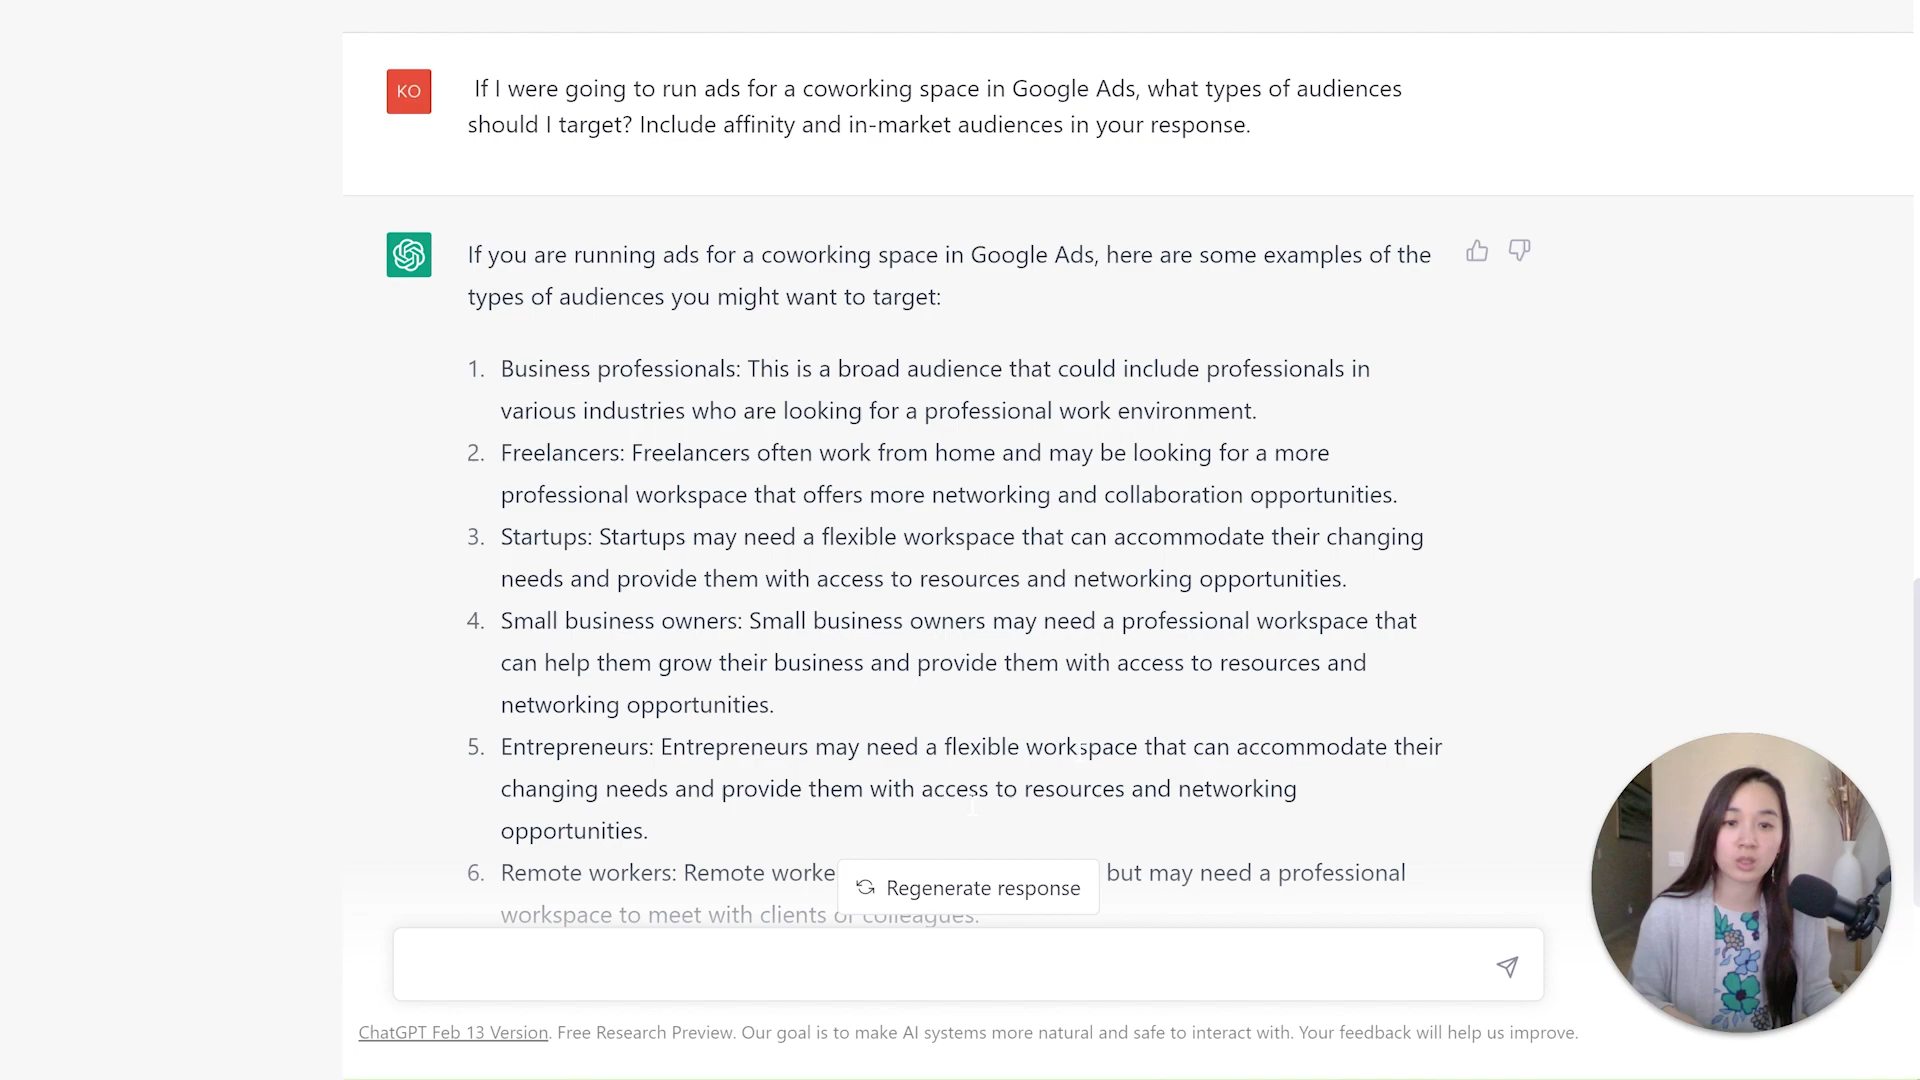 KO
If I were going to run ads for a coworking space in Google Ads, what types of audiences
should I target? Include affinity and in-market audiences in your response.
If you are running ads for a coworking space in Google Ads, here are some examples of the
types of audiences you might want to target:
1. Business professionals: This is a broad audience that could include professionals in
various industries who are looking for a professional work environment.
2. Freelancers: Freelancers often work from home and may be looking for a more
professional workspace that offers more networking and collaboration opportunities.
3. Startups: Startups may need a flexible workspace that can accommodate their changing
needs and provide them with access to resources and networking opportunities.
4. Small business owners: Small business owners may need a professional workspace that
can help them grow their business and provide them with access to resources and
networking opportunities.
5. Entrepreneurs: Entrepreneurs may need a flexible workspace that can accommodate their
changing needs and provide them with access to resources and networking
opportunities.
6. Remote workers: Remote worke but may need a professional
workspace to meet with clients or colleagues.
Regenerate response
ChatGPT Feb 13 Version. Free Research Preview. Our goal is to make AI systems more natural and safe to interact with. Your feedback will help us improve.